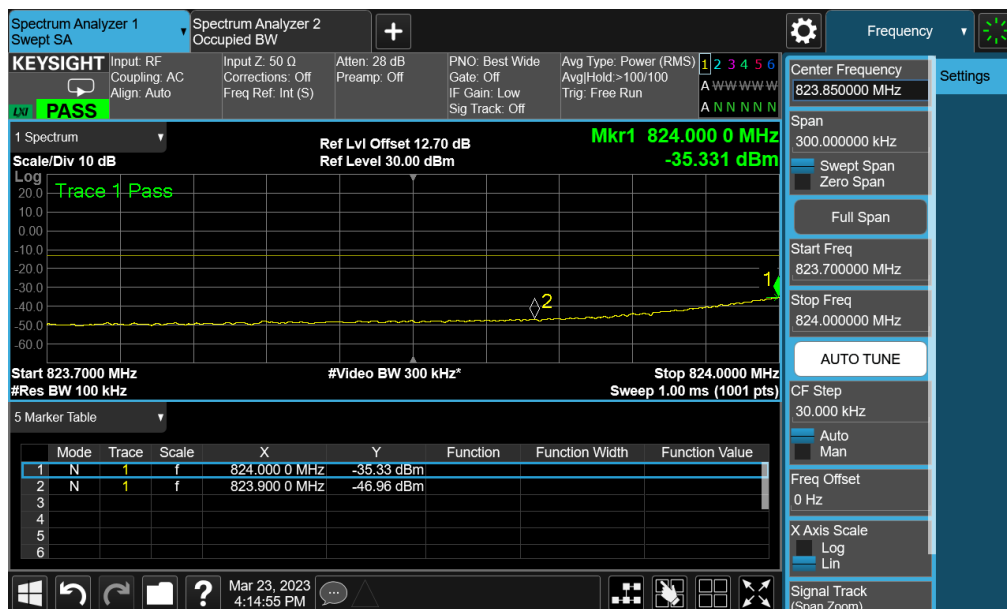 Spectrum Analyzer 1
Swept SA
Spectrum Analyzer 2
Occupied BW
+
Frequency
KEYSIGHT
Input: RF
Coupling: AC
Align: Auto
Input Z: 50 Ω
Corrections: Off
Freq Ref: Int (S)
Atten: 28 dB
Preamp: Off
PNO: Best Wide
Gate: Off
IF Gain: Low
Sig Track: Off
Avg Type: Power (RMS)
Avg|Hold:>100/100
Trig: Free Run
1 2 3 4 5 6
A W W W W W
A N N N N N
LXI PASS
1 Spectrum
Scale/Div 10 dB
Ref Lvl Offset 12.70 dB
Ref Level 30.00 dBm
Mkr1 824.000 0 MHz
-35.331 dBm
Log
Trace 1 Pass
20.0
10.0
0.00
-10.0
-20.0
-30.0
-40.0
-50.0
-60.0
1
2
Start 823.7000 MHz
#Video BW 300 kHz*
Stop 824.0000 MHz
#Res BW 100 kHz
Sweep 1.00 ms (1001 pts)
5 Marker Table
Mode Trace Scale X Y Function Function Width Function Value
1 N 1 f 824.000 0 MHz -35.33 dBm
2 N 1 f 823.900 0 MHz -46.96 dBm
3
4
5
6
Center Frequency
823.850000 MHz
Settings
Span
300.000000 kHz
Swept Span
Zero Span
Full Span
Start Freq
823.700000 MHz
Stop Freq
824.000000 MHz
AUTO TUNE
CF Step
30.000 kHz
Auto
Man
Freq Offset
0 Hz
X Axis Scale
Log
Lin
Signal Track
(Span Zoom)
?
Mar 23, 2023
4:14:55 PM